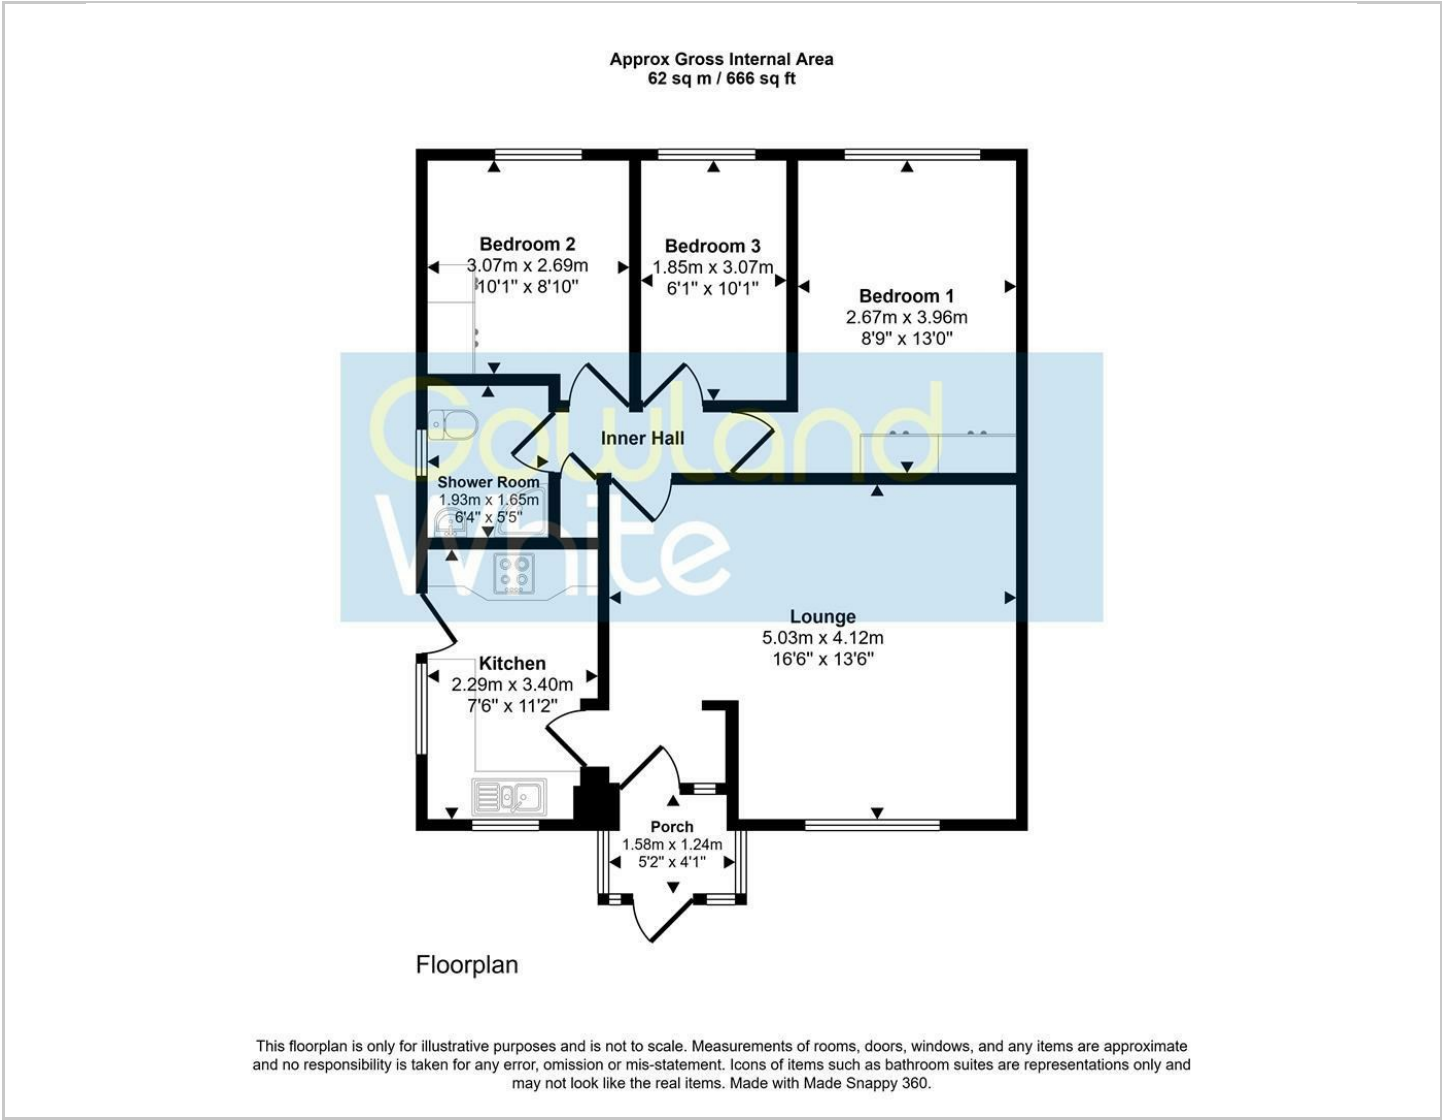 Approx Gross Internal Area
62 sq m / 666 sq ft
Bedroom 2
3.07m x 2.69m
10'1" x 8'10"
Bedroom 3
1.85m x 3.07m
6'1" x 10'1"
Bedroom 1
2.67m x 3.96m
8'9" x 13'0"
Gowland
White
Inner Hall
Shower Room
1.93m x 1.65m
6'4" x 5'5"
Lounge
5.03m x 4.12m
16'6" x 13'6"
Kitchen
2.29m x 3.40m
7'6" x 11'2"
Porch
1.58m x 1.24m
5'2" x 4'1"
Floorplan
This floorplan is only for illustrative purposes and is not to scale. Measurements of rooms, doors, windows, and any items are approximate
and no responsibility is taken for any error, omission or mis-statement. Icons of items such as bathroom suites are representations only and
may not look like the real items. Made with Made Snappy 360.